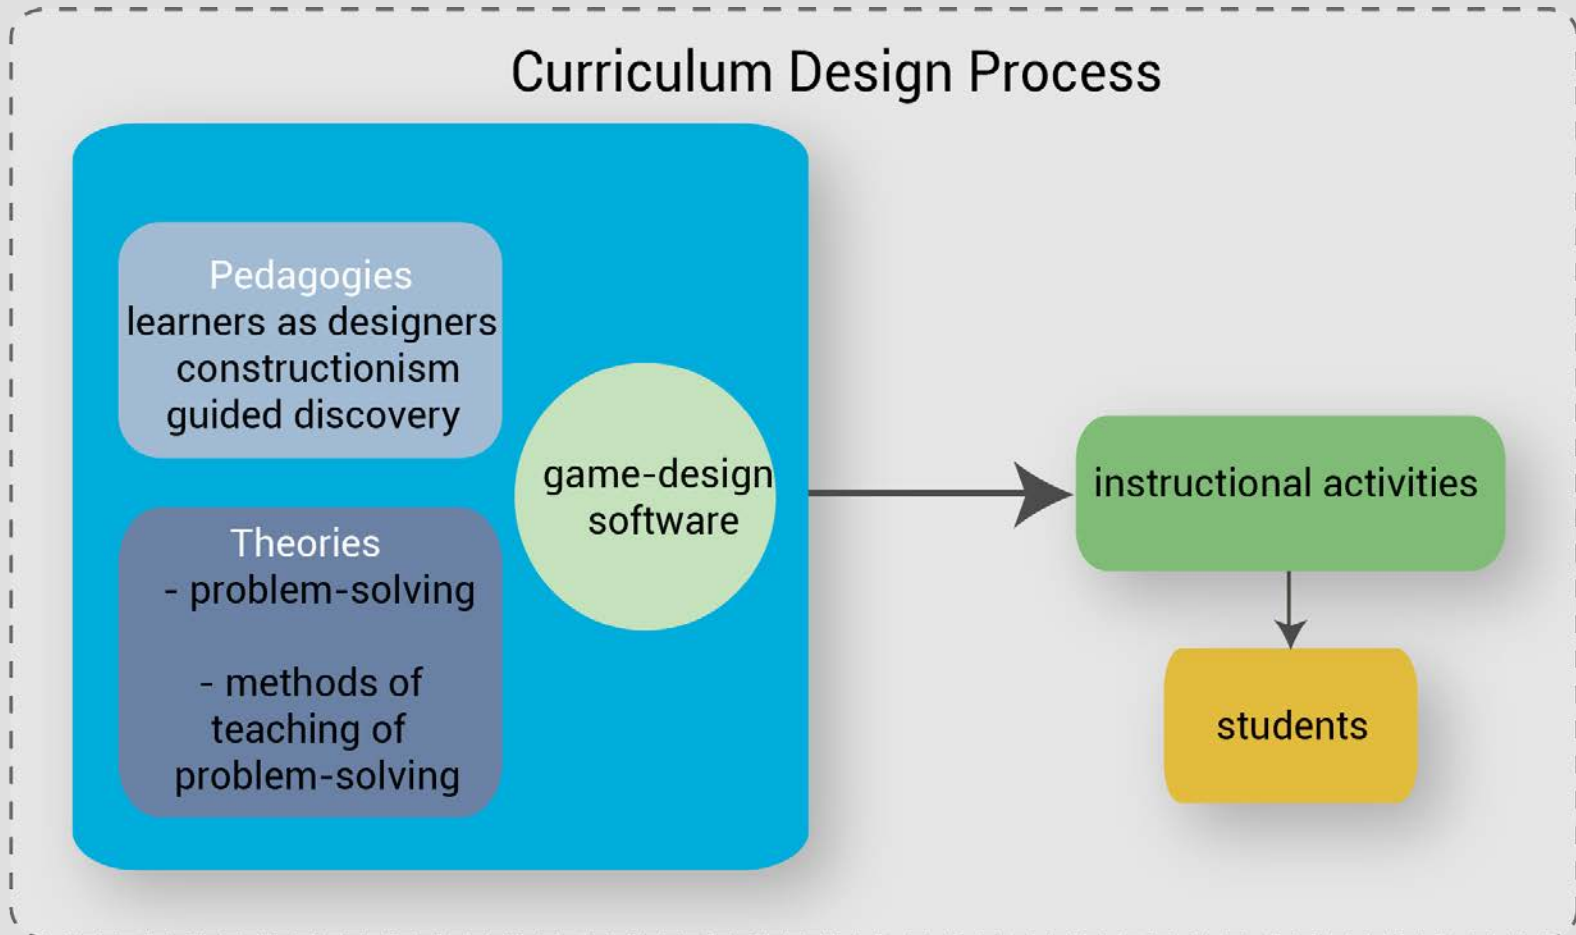 Curriculum Design Process
Pedagogies
learners as designers
constructionism
guided discovery
Theories
- problem-solving
- methods of
teaching of
problem-solving
game-design
software
instructional activities
students